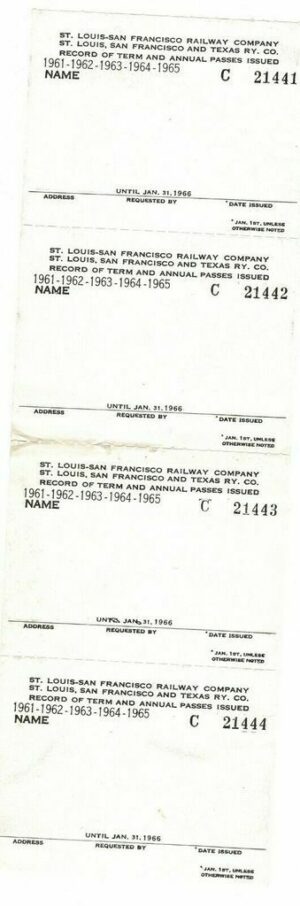 ST. LOUIS-SAN FRANCISCO RAILWAY COMPANY
ST. LOUIS, SAN FRANCISCO AND TEXAS RY. CO.
RECORD OF TERM AND ANNUAL PASSES ISSUED
1961-1962-1963-1964-1965
NAME C 21441
UNTIL JAN. 31, 1966
ADDRESS REQUESTED BY *DATE ISSUED
*JAN. 1ST, UNLESS
OTHERWISE NOTED
ST. LOUIS-SAN FRANCISCO RAILWAY COMPANY
ST. LOUIS, SAN FRANCISCO AND TEXAS RY. CO.
RECORD OF TERM AND ANNUAL PASSES ISSUED
1961-1962-1963-1964-1965
NAME C 21442
UNTIL JAN. 31, 1966
ADDRESS REQUESTED BY *DATE ISSUED
*JAN. 1ST, UNLESS
OTHERWISE NOTED
ST. LOUIS-SAN FRANCISCO RAILWAY COMPANY
ST. LOUIS, SAN FRANCISCO AND TEXAS RY. CO.
RECORD OF TERM AND ANNUAL PASSES ISSUED
1961-1962-1963-1964-1965
NAME C 21443
UNTIL JAN. 31, 1966
ADDRESS REQUESTED BY *DATE ISSUED
*JAN. 1ST, UNLESS
OTHERWISE NOTED
ST. LOUIS-SAN FRANCISCO RAILWAY COMPANY
ST. LOUIS, SAN FRANCISCO AND TEXAS RY. CO.
RECORD OF TERM AND ANNUAL PASSES ISSUED
1961-1962-1963-1964-1965
NAME C 21444
UNTIL JAN. 31, 1966
ADDRESS REQUESTED BY *DATE ISSUED
*JAN. 1ST, UNLESS
OTHERWISE NOTED